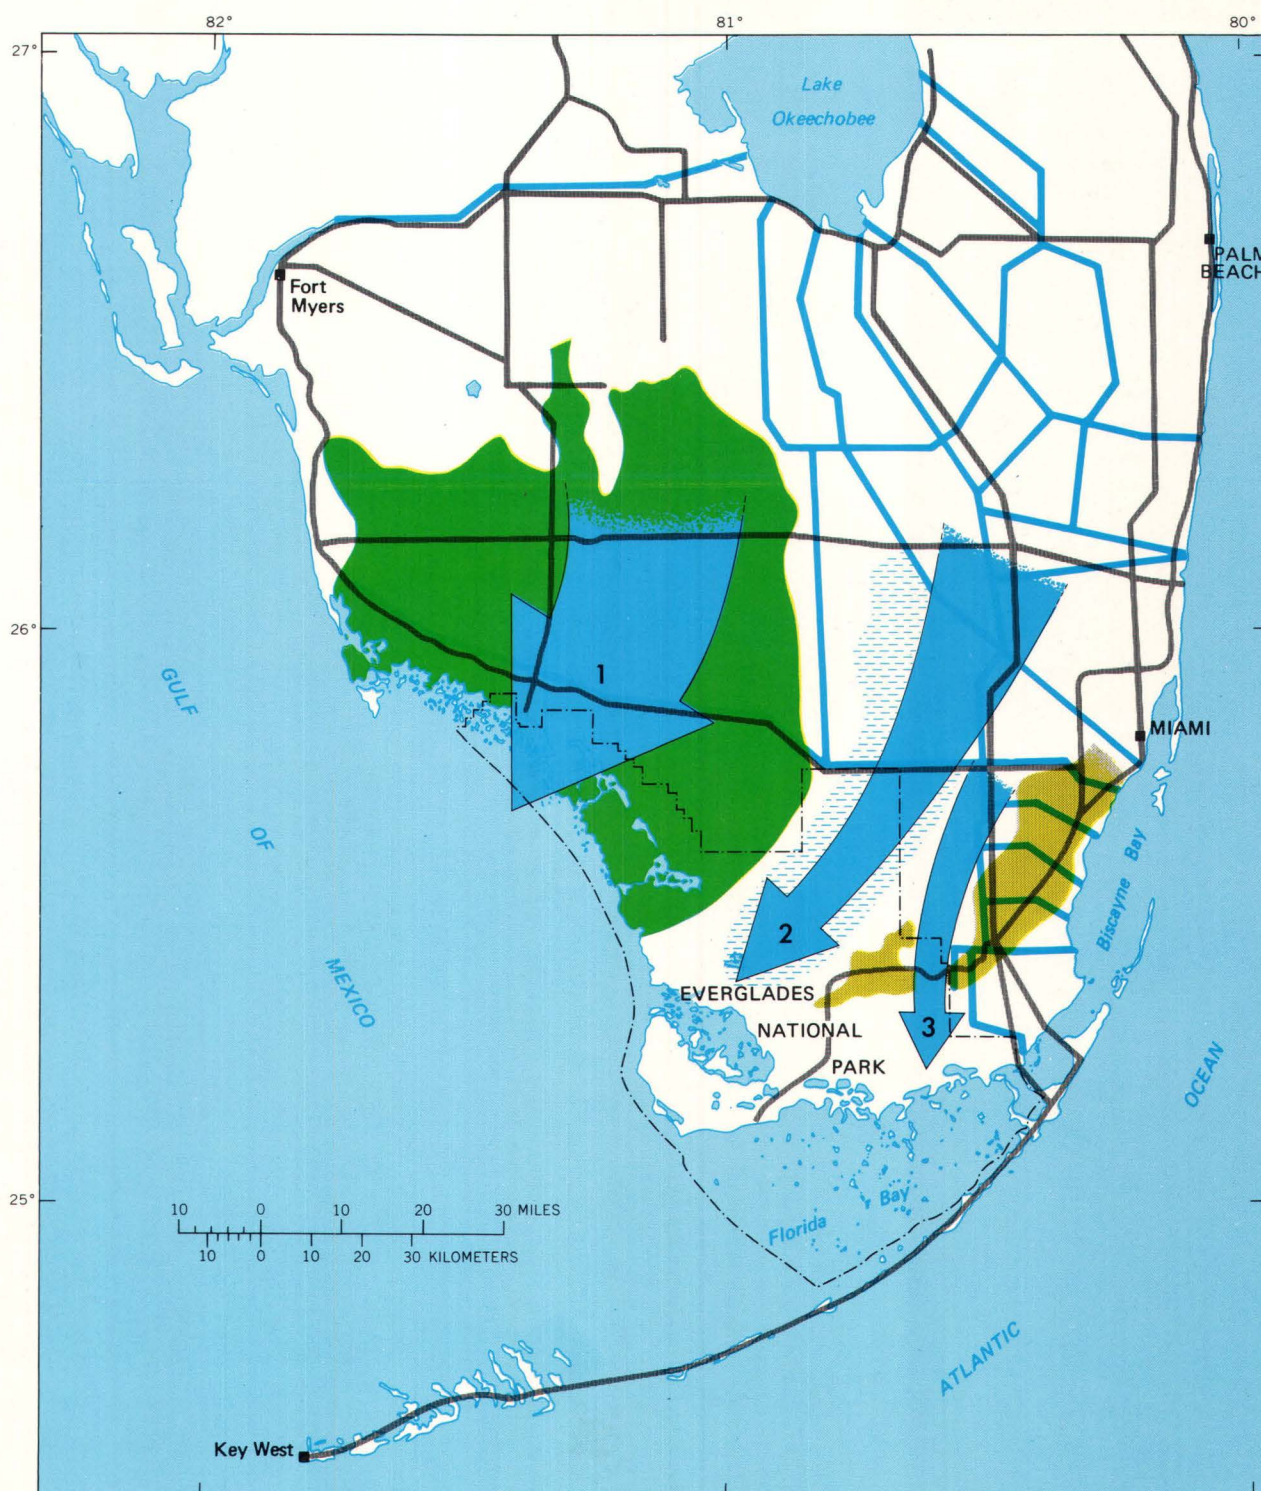 82°
81°
80°
27°
Lake
Okeechobee
PALM
BEACH
Fort
Myers
26°
1
GULF
OF
MEXICO
MIAMI
Biscayne Bay
2
EVERGLADES
NATIONAL
PARK
3
OCEAN
ATLANTIC
25°
10 0 10 20 30 MILES
10 0 10 20 30 KILOMETERS
Florida Bay
Key West